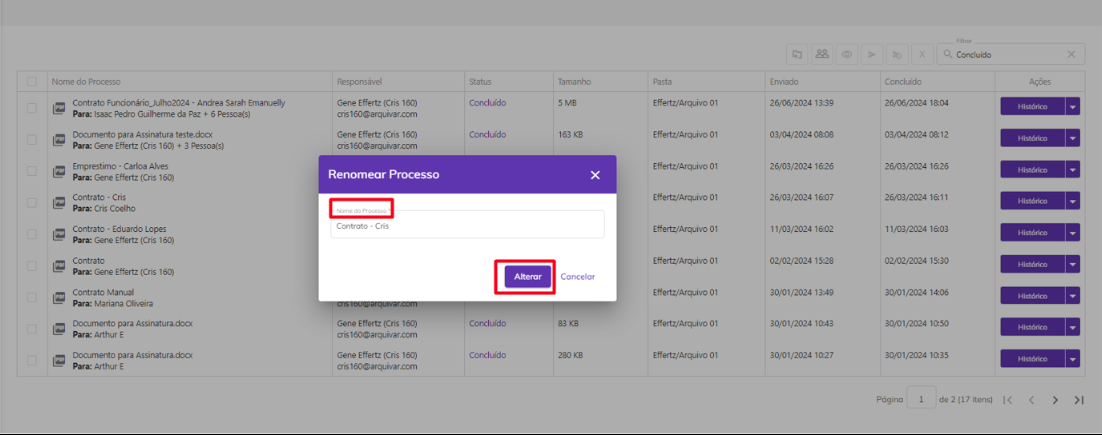 Filtrar
Concluído
Nome do Processo Responsável Status Tamanho Pasta Enviado Concluído Ações
Contrato Funcionário_Julho2024 - Andrea Sarah Emanuelly Gene Effertz (Cris 160) Concluído 5 MB Effertz/Arquivo 01 26/06/2024 13:39 26/06/2024 18:04 Histórico
Para: Isaac Pedro Guilherme da Paz + 6 Pessoa(s) cris160@arquivar.com
Documento para Assinatura teste.docx Gene Effertz (Cris 160) Concluído 163 KB Effertz/Arquivo 01 03/04/2024 08:08 03/04/2024 08:12 Histórico
Para: Gene Effertz (Cris 160) + 3 Pessoa(s) cris160@arquivar.com
Emprestimo - Carloa Alves Effertz/Arquivo 01 26/03/2024 16:26 26/03/2024 16:26 Histórico
Para: Gene Effertz (Cris 160)
Renomear Processo
Contrato - Cris Effertz/Arquivo 01 26/03/2024 16:07 26/03/2024 16:11 Histórico
Para: Cris Coelho
Nome do Processo *
Contrato - Cris
Contrato - Eduardo Lopes Effertz/Arquivo 01 11/03/2024 16:02 11/03/2024 16:03 Histórico
Para: Gene Effertz (Cris 160)
Contrato Effertz/Arquivo 01 02/02/2024 15:28 02/02/2024 15:30 Histórico
Para: Gene Effertz (Cris 160)
Alterar Cancelar
Contrato Manual Effertz/Arquivo 01 30/01/2024 13:49 30/01/2024 14:06 Histórico
Para: Mariana Oliveira cris160@arquivar.com
Documento para Assinatura.docx Gene Effertz (Cris 160) Concluído 83 KB Effertz/Arquivo 01 30/01/2024 10:43 30/01/2024 10:50 Histórico
Para: Arthur E cris160@arquivar.com
Documento para Assinatura.docx Gene Effertz (Cris 160) Concluído 280 KB Effertz/Arquivo 01 30/01/2024 10:27 30/01/2024 10:35 Histórico
Para: Arthur E cris160@arquivar.com
Página 1 de 2 (17 itens)